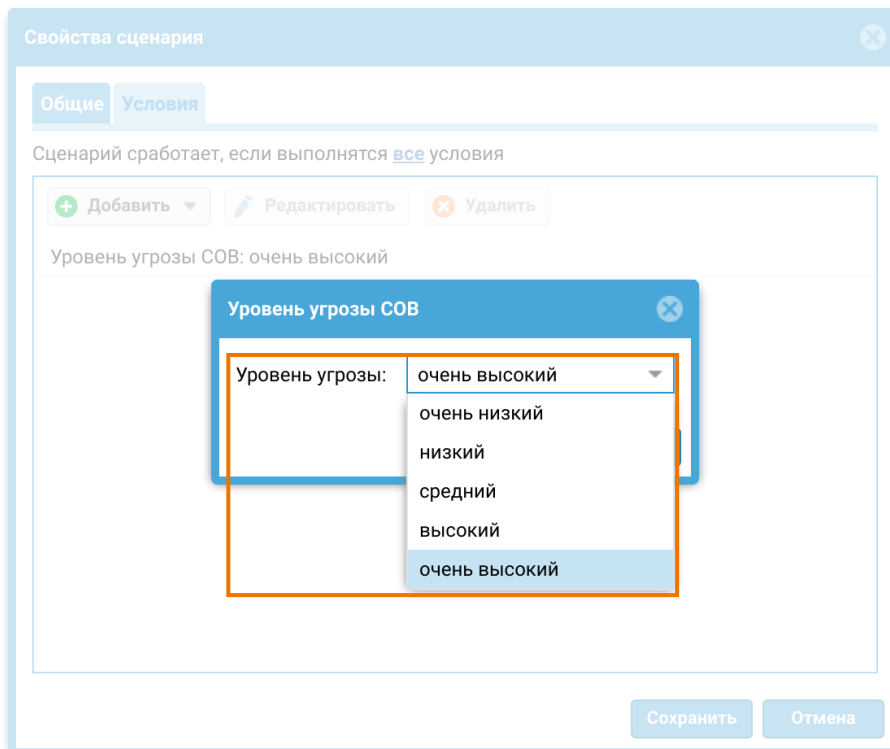 Свойства сценария
Общие Условия
Сценарий сработает, если выполнятся все условия
Добавить Редактировать Удалить
Уровень угрозы СОВ: очень высокий
Уровень угрозы СОВ
Уровень угрозы: очень высокий
очень низкий
низкий
средний
высокий
очень высокий
Сохранить Отмена